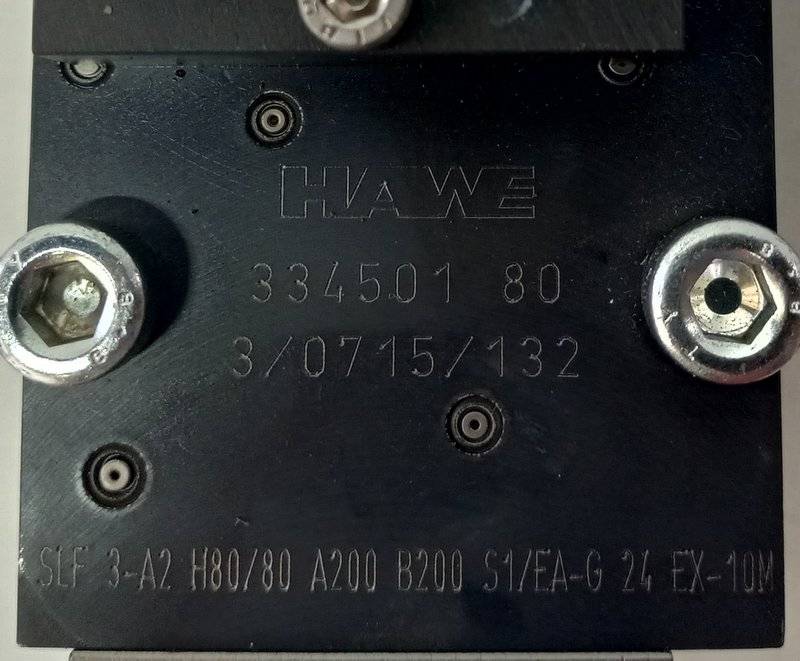 HAWE
334501 80
3/0715/132
SLF 3-A2 H80/80 A200 B200 S1/EA-G 24 EX-10M